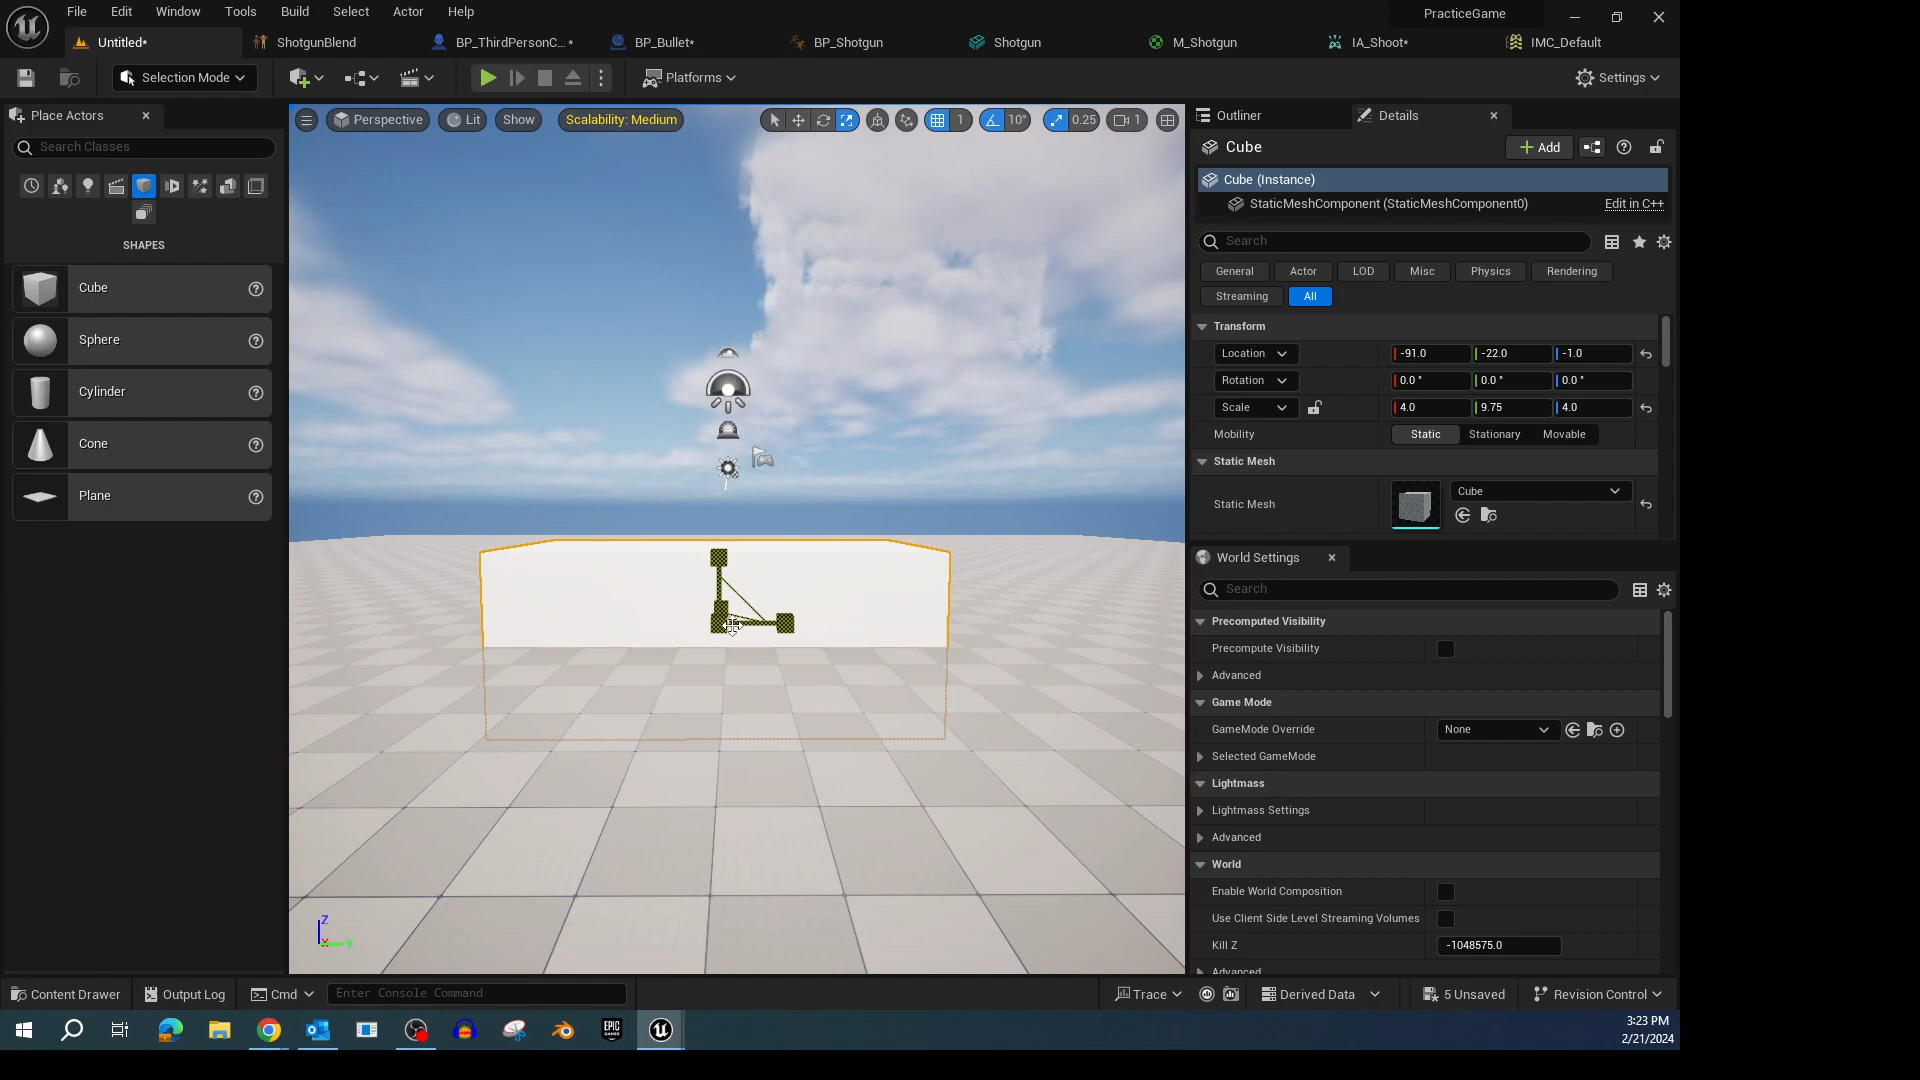 File Edit Window Tools Build Select Actor Help
PracticeGame
Untitled*
ShotgunBlend
BP_ThirdPersonC... *
BP_Bullet*
BP_Shotgun
Shotgun
M_Shotgun
IA_Shoot*
IMC_Default
Selection Mode
Platforms
Settings
Place Actors
Search Classes
SHAPES
Cube
Sphere
Cylinder
Cone
Plane
Perspective
Lit
Show
Scalability: Medium
1
10°
0.25
1
Z
X
Y
Outliner
Details
Cube
Add
Cube (Instance)
StaticMeshComponent (StaticMeshComponent0)
Edit in C++
Search
General Actor LOD Misc Physics Rendering
Streaming All
Transform
Location -91.0 -22.0 -1.0
Rotation 0.0 ° 0.0 ° 0.0 °
Scale 4.0 9.75 4.0
Mobility Static Stationary Movable
Static Mesh
Static Mesh Cube
World Settings
Search
Precomputed Visibility
Precompute Visibility
Advanced
Game Mode
GameMode Override None
Selected GameMode
Lightmass
Lightmass Settings
Advanced
World
Enable World Composition
Use Client Side Level Streaming Volumes
Kill Z -1048575.0
Advanced
Content Drawer
Output Log
Cmd
Enter Console Command
Trace
Derived Data
5 Unsaved
Revision Control
EPIC
GAMES
3:23 PM
2/21/2024